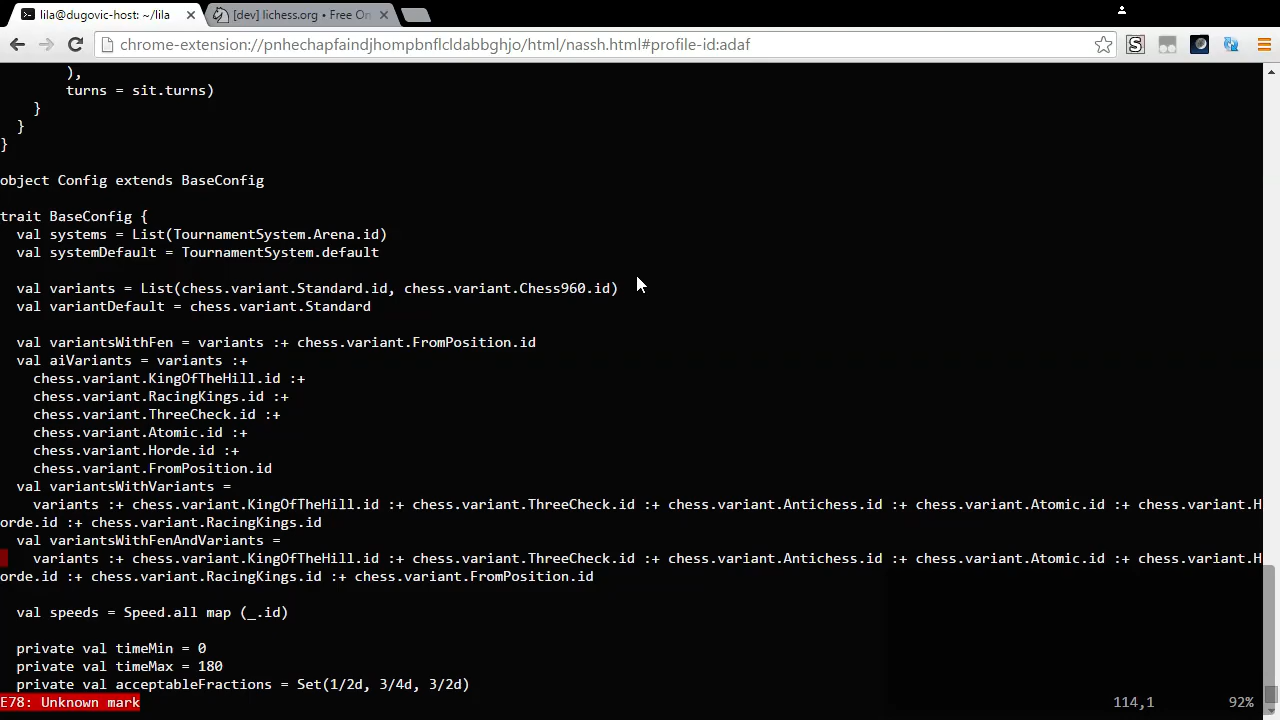 lila@dugovic-host: ~/lila
[dev] lichess.org • Free On
chrome-extension://pnhechapfaindjhompbnflcldabbghjo/html/nassh.html#profile-id:adaf
),
turns = sit.turns)
}
}
}
object Config extends BaseConfig
trait BaseConfig {
val systems = List(TournamentSystem.Arena.id)
val systemDefault = TournamentSystem.default
val variants = List(chess.variant.Standard.id, chess.variant.Chess960.id)
val variantDefault = chess.variant.Standard
val variantsWithFen = variants :+ chess.variant.FromPosition.id
val aiVariants = variants :+
chess.variant.KingOfTheHill.id :+
chess.variant.RacingKings.id :+
chess.variant.ThreeCheck.id :+
chess.variant.Atomic.id :+
chess.variant.Horde.id :+
chess.variant.FromPosition.id
val variantsWithVariants =
variants :+ chess.variant.KingOfTheHill.id :+ chess.variant.ThreeCheck.id :+ chess.variant.Antichess.id :+ chess.variant.Atomic.id :+ chess.variant.H
orde.id :+ chess.variant.RacingKings.id
val variantsWithFenAndVariants =
variants :+ chess.variant.KingOfTheHill.id :+ chess.variant.ThreeCheck.id :+ chess.variant.Antichess.id :+ chess.variant.Atomic.id :+ chess.variant.H
orde.id :+ chess.variant.RacingKings.id :+ chess.variant.FromPosition.id
val speeds = Speed.all map (_.id)
private val timeMin = 0
private val timeMax = 180
private val acceptableFractions = Set(1/2d, 3/4d, 3/2d)
E78: Unknown mark 114,1 92%